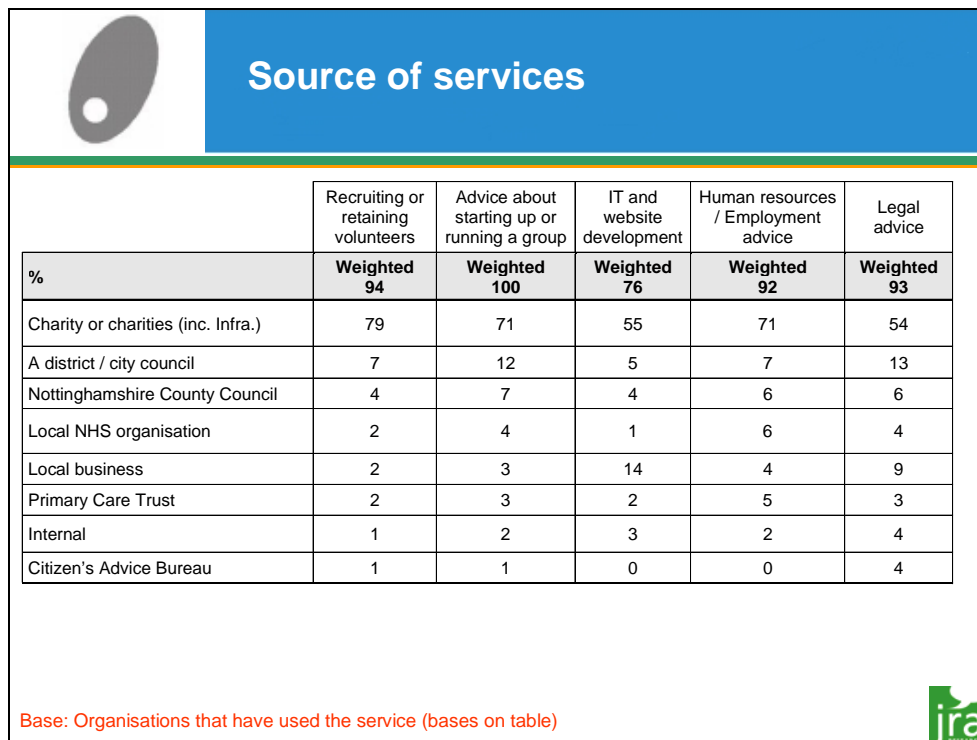 Source of services
Recruiting or
retaining
volunteers
Advice about
starting up or
running a group
IT and
website
development
Human resources
/ Employment
advice
Legal
advice
% Weighted 94 Weighted 100 Weighted 76 Weighted 92 Weighted 93
Charity or charities (inc. Infra.) 79 71 55 71 54
A district / city council 7 12 5 7 13
Nottinghamshire County Council 4 7 4 6 6
Local NHS organisation 2 4 1 6 4
Local business 2 3 14 4 9
Primary Care Trust 2 3 2 5 3
Internal 1 2 3 2 4
Citizen’s Advice Bureau 1 1 0 0 4
Base: Organisations that have used the service (bases on table)